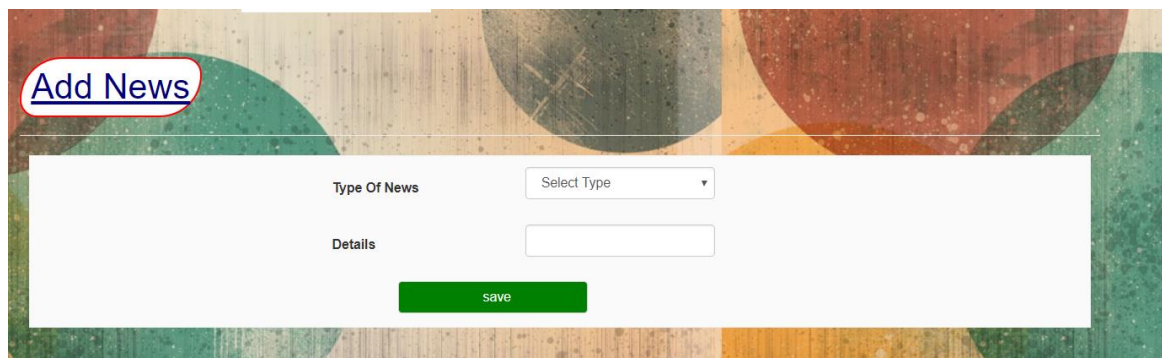 Add News
Type Of News
Select Type
Details
save